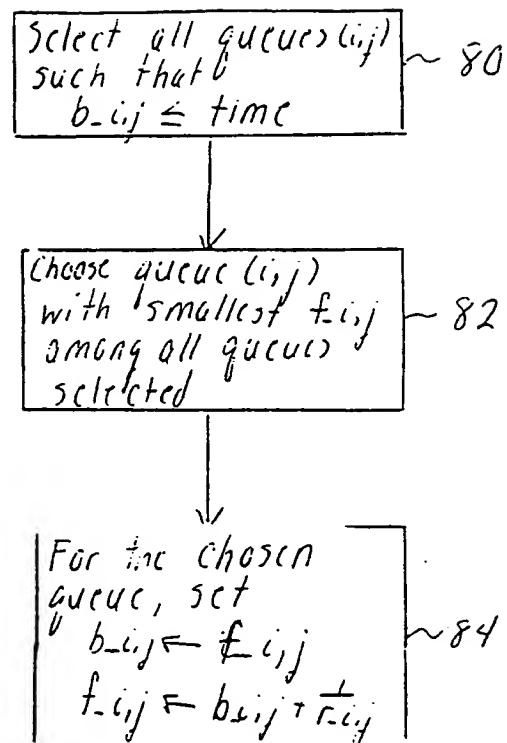 Select all queues (i,j)
such that
b_i,j ≤ time
80
Choose queue (i,j)
with smallest f_i,j
among all queues
selected
82
For the chosen
queue, set
b_i,j ← f_i,j
f_i,j ← b_i,j + 1/r_i,j
84